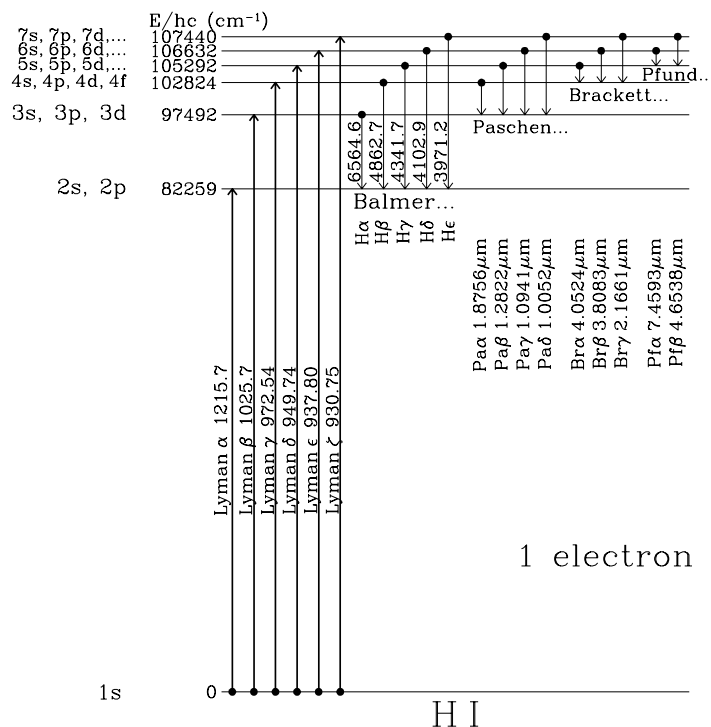 E/hc (cm⁻¹)
7s, 7p, 7d,... 107440
6s, 6p, 6d,... 106632
5s, 5p, 5d,... 105292
4s, 4p, 4d, 4f 102824
3s, 3p, 3d 97492
2s, 2p 82259
1s 0
Lyman α 1215.7
Lyman β 1025.7
Lyman γ 972.54
Lyman δ 949.74
Lyman ϵ 937.80
Lyman ζ 930.75
6564.6
4862.7
4341.7
4102.9
3971.2
Balmer...
Hα
Hβ
Hγ
Hδ
Hϵ
Paschen...
Brackett...
Pfund...
Paα 1.8756μm
Paβ 1.2822μm
Paγ 1.0941μm
Paδ 1.0052μm
Brα 4.0524μm
Brβ 3.8083μm
Brγ 2.1661μm
Pfα 7.4593μm
Pfβ 4.6538μm
1 electron
H I